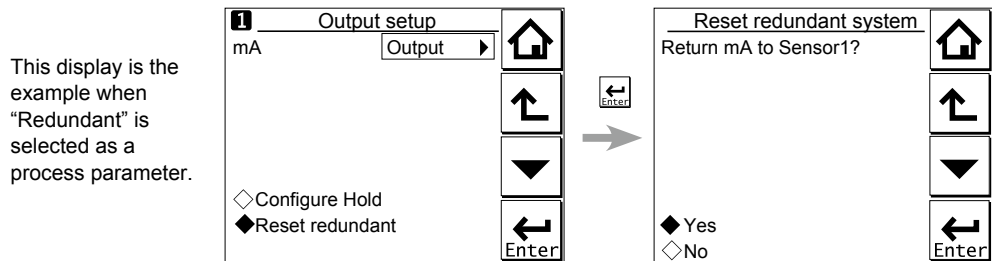 This display is the
example when
“Redundant” is
selected as a
process parameter.
1 Output setup
mA Output
Configure Hold
Reset redundant
Enter
Enter
Reset redundant system
Return mA to Sensor1?
Yes
No
Enter